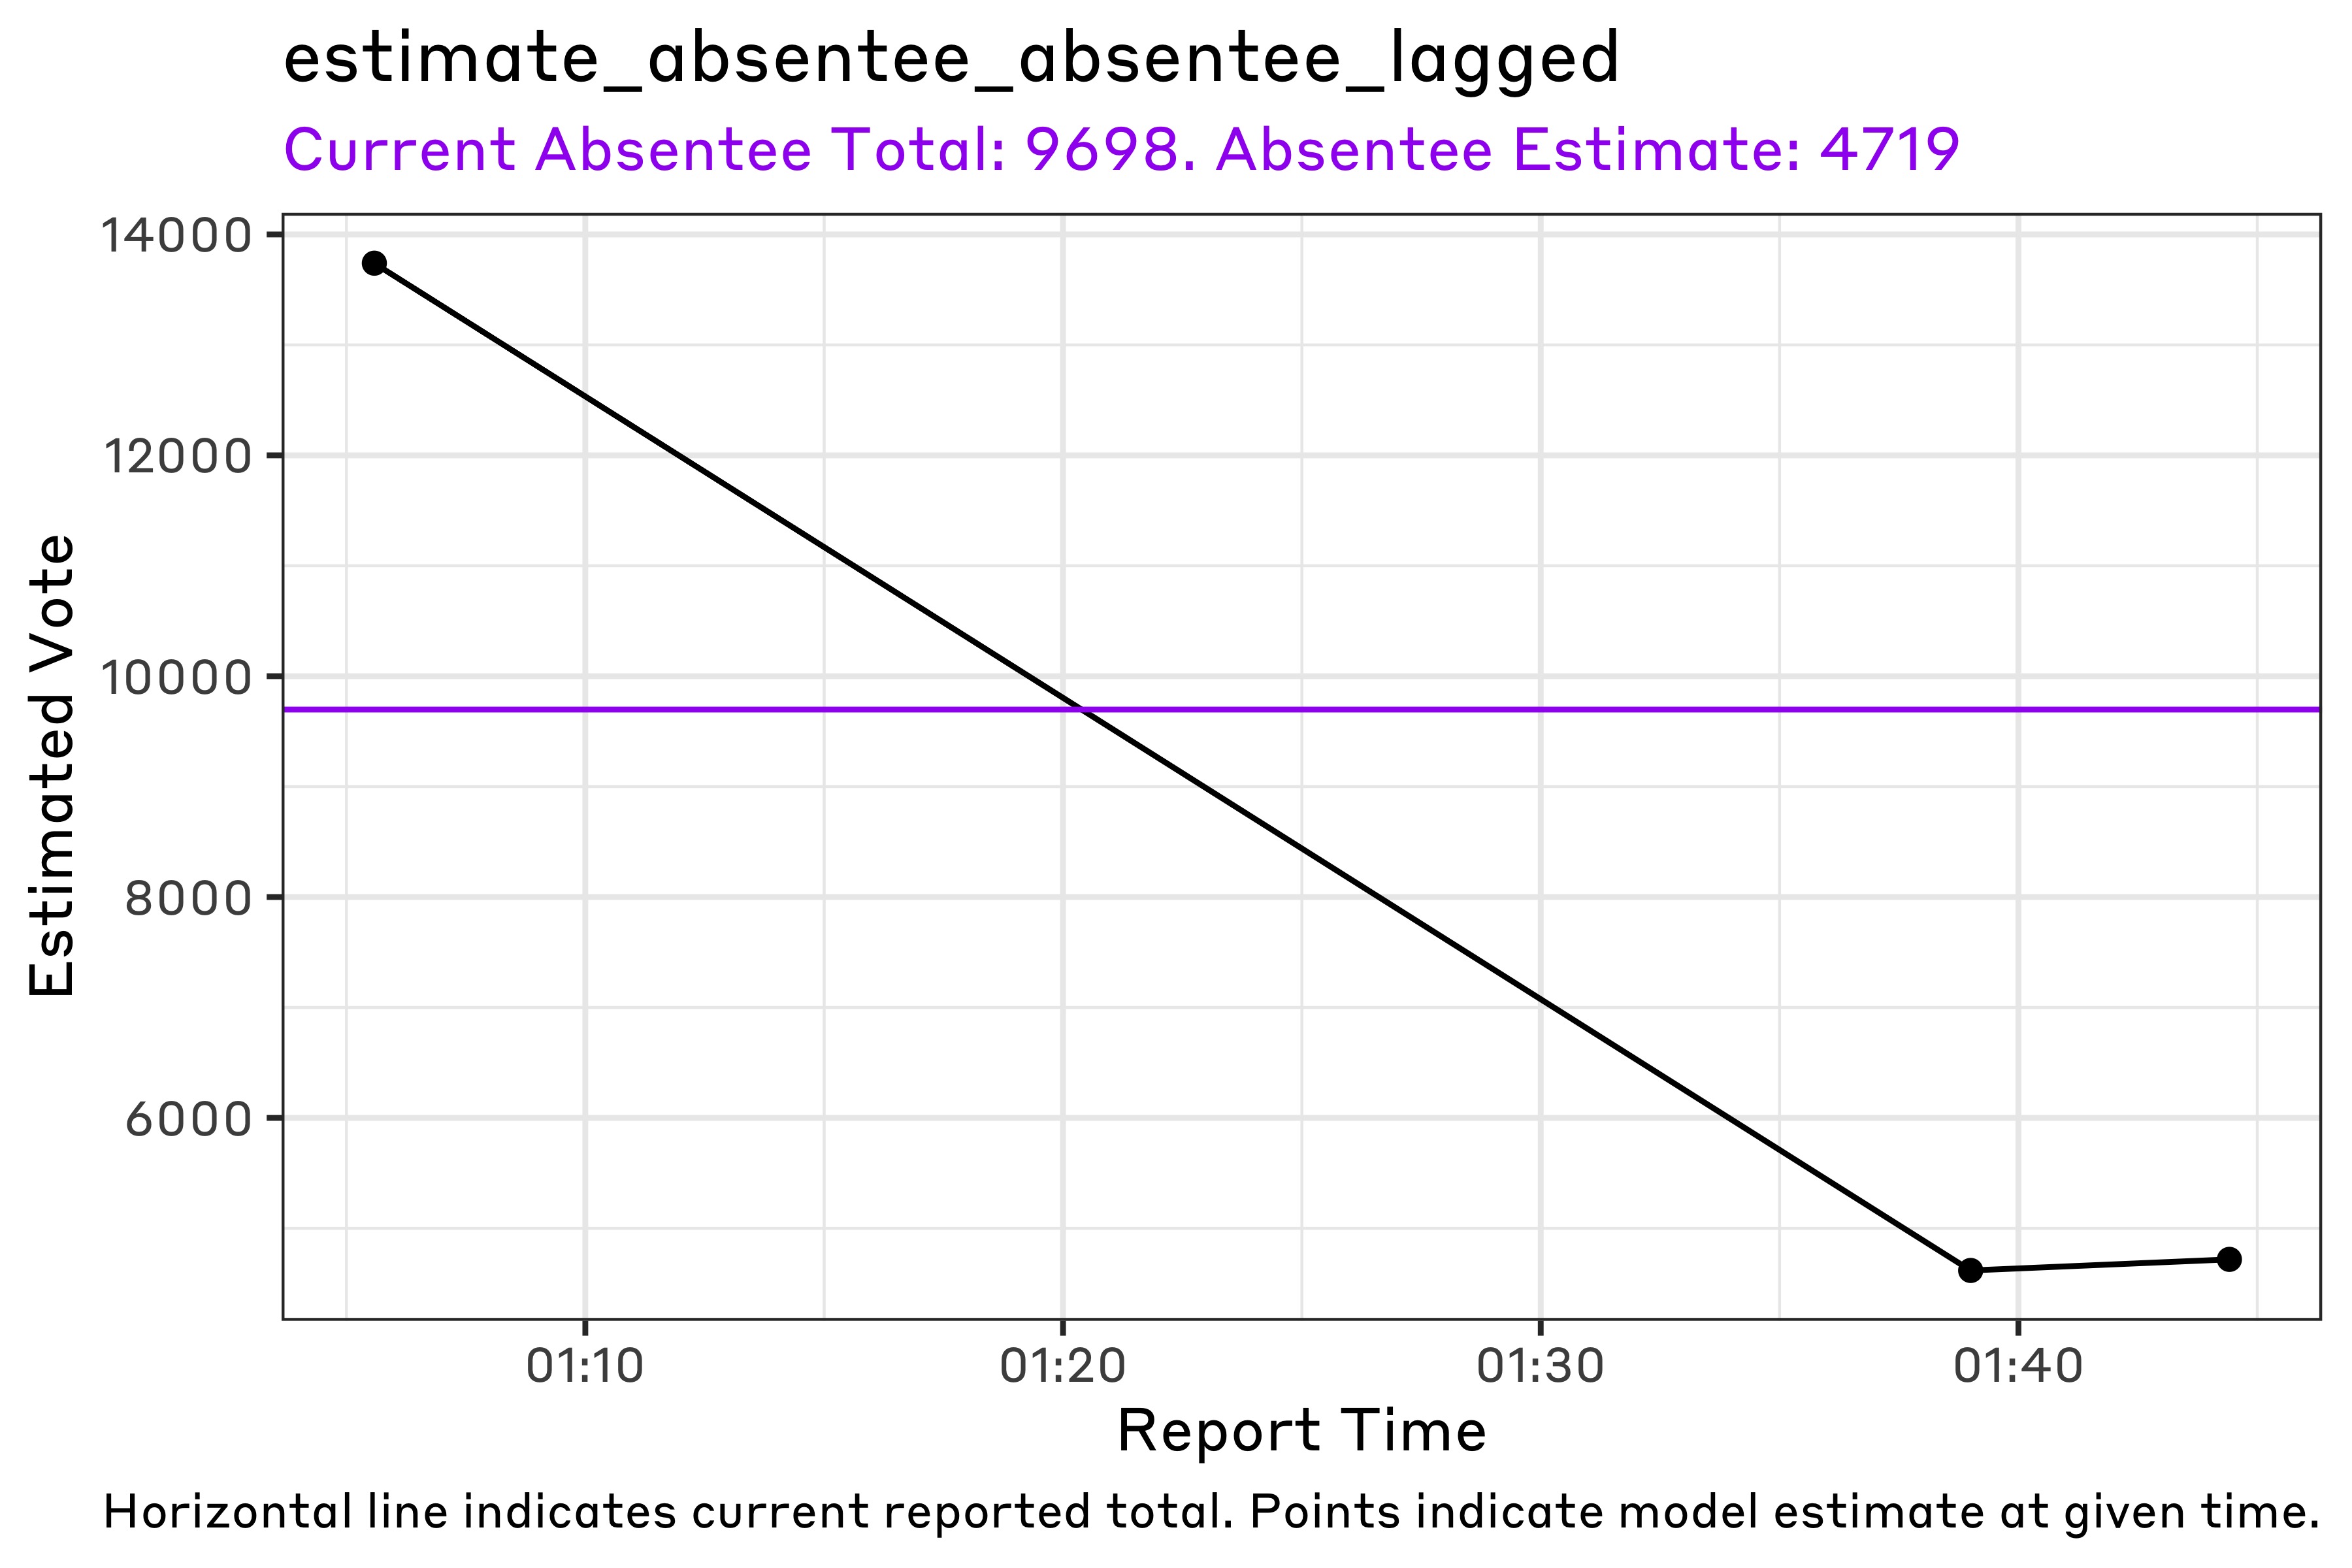 estimate_absentee_absentee_lagged
Current Absentee Total: 9698. Absentee Estimate: 4719
Estimated Vote
14000
12000
10000
8000
6000
01:10
01:20
01:30
01:40
Report Time
Horizontal line indicates current reported total. Points indicate model estimate at given time.